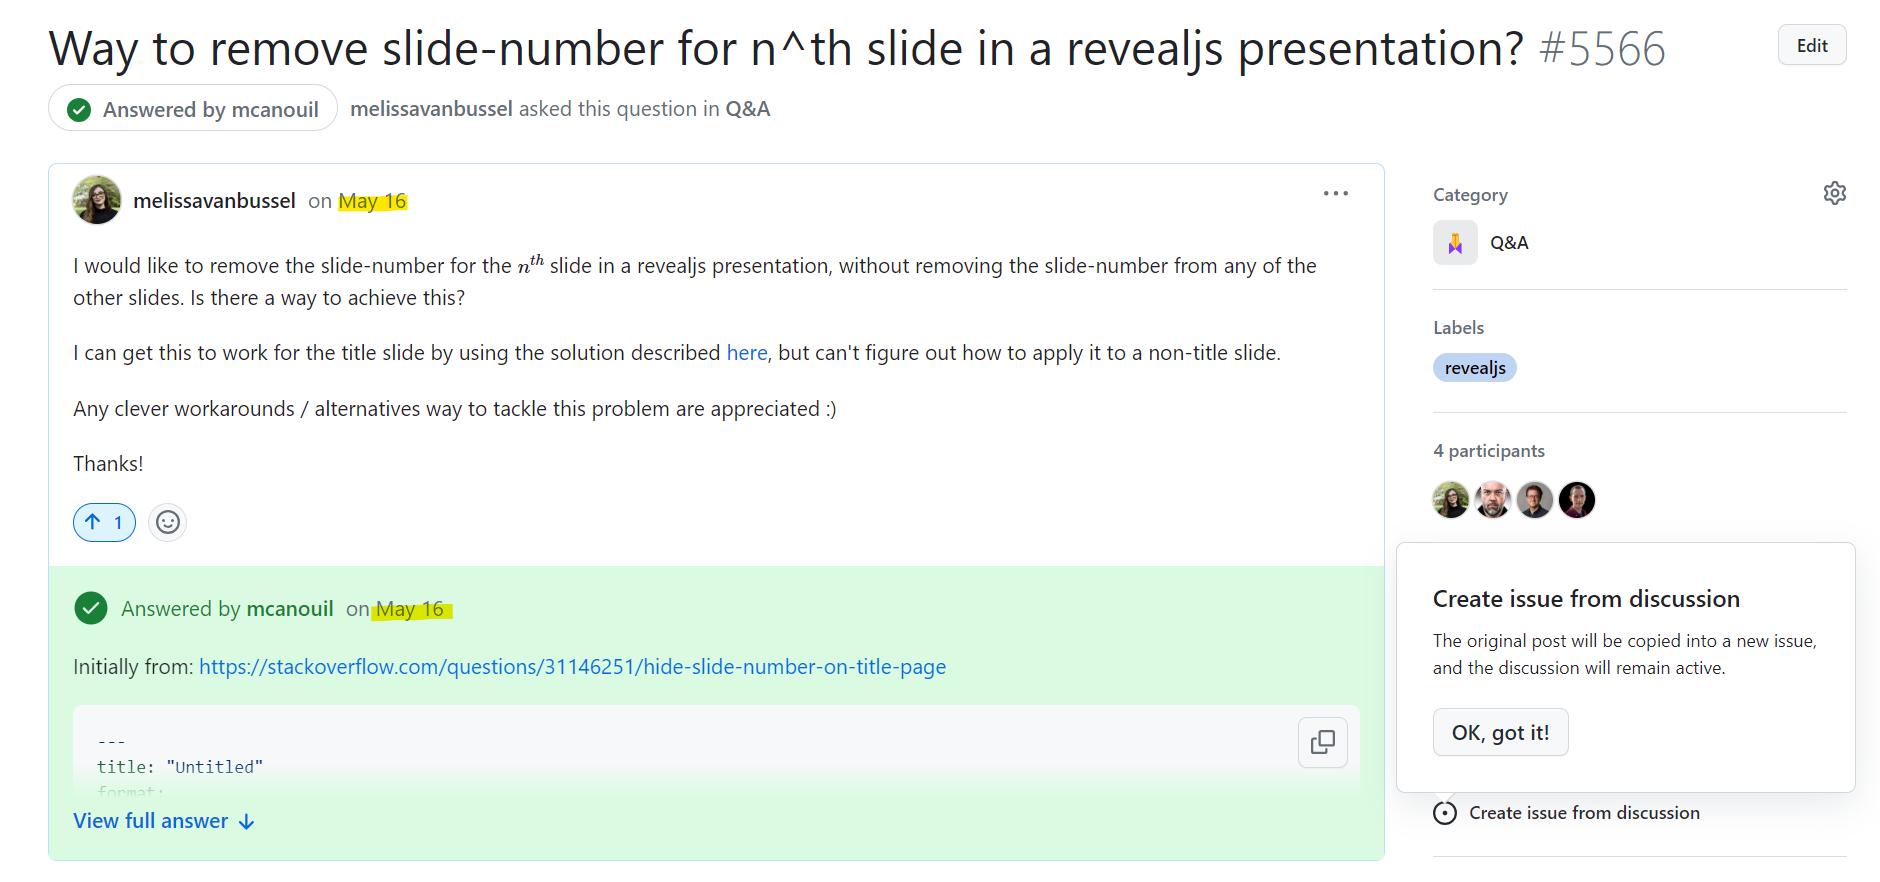 Way to remove slide-number for n^th slide in a revealjs presentation? #5566
Edit
Answered by mcanouil melissavanbussel asked this question in Q&A
melissavanbussel on May 16
I would like to remove the slide-number for the nth slide in a revealjs presentation, without removing the slide-number from any of the
other slides. Is there a way to achieve this?
I can get this to work for the title slide by using the solution described here, but can't figure out how to apply it to a non-title slide.
Any clever workarounds / alternatives way to tackle this problem are appreciated :)
Thanks!
1
Answered by mcanouil on May 16
Initially from: https://stackoverflow.com/questions/31146251/hide-slide-number-on-title-page
---
title: "Untitled"
format:
View full answer
Category
Q&A
Labels
revealjs
4 participants
Create issue from discussion
The original post will be copied into a new issue,
and the discussion will remain active.
OK, got it!
Create issue from discussion